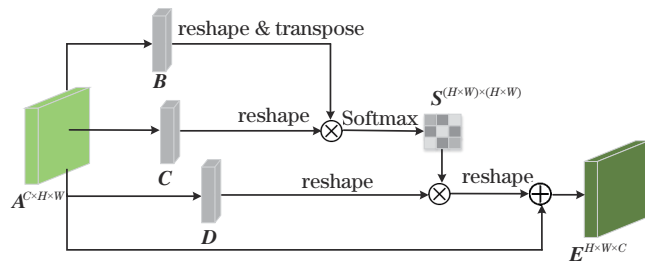 reshape & transpose
B
S(H×W)×(H×W)
reshape
Softmax
C
A C×H×W
reshape
reshape
D
E H×W×C